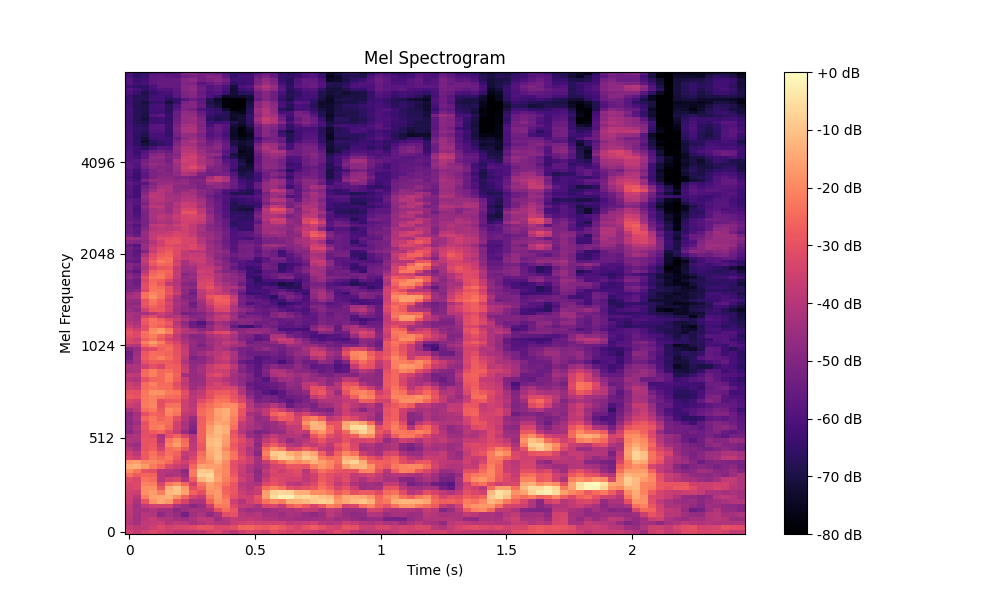 Mel Spectrogram
Mel Frequency
4096
2048
1024
512
0
0
0.5
1
1.5
2
Time (s)
+0 dB
-10 dB
-20 dB
-30 dB
-40 dB
-50 dB
-60 dB
-70 dB
-80 dB